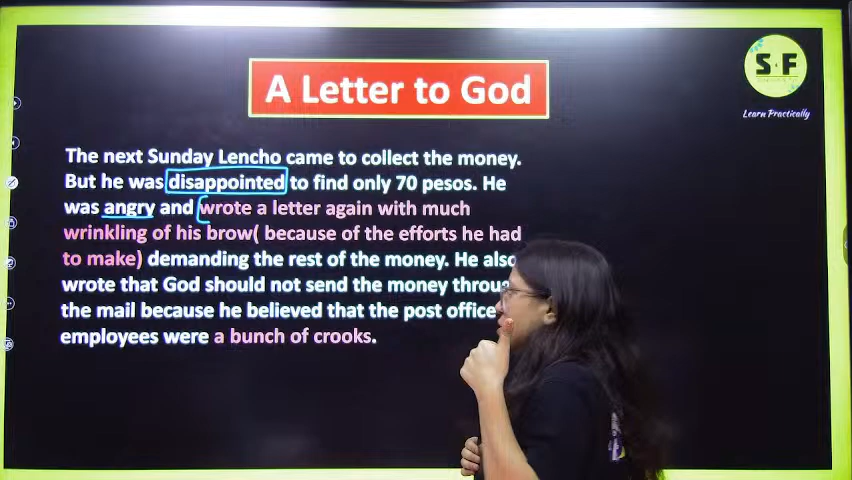 A Letter to God
S F
Learn Practically
The next Sunday Lencho came to collect the money.
But he was disappointed to find only 70 pesos. He
was angry and wrote a letter again with much
wrinkling of his brow( because of the efforts he had
to make) demanding the rest of the money. He also
wrote that God should not send the money
the mail because he believed that the post office
employees were a bunch of crooks.